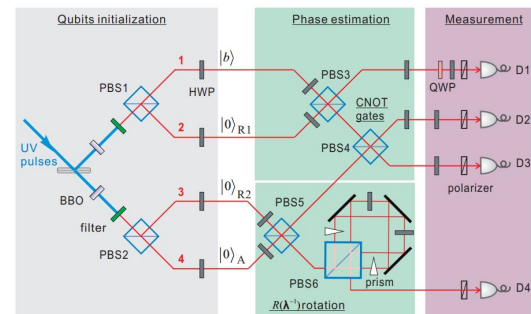 Qubits initialization
Phase estimation
Measurement
1
|b⟩
PBS1
HWP
PBS3
QWP
D1
2
|0⟩R1
CNOT
gates
D2
UV
pulses
PBS4
D3
BBO
3
|0⟩R2
polarizer
filter
PBS5
4
|0⟩A
PBS2
PBS6
prism
D4
R(λ⁻¹)rotation